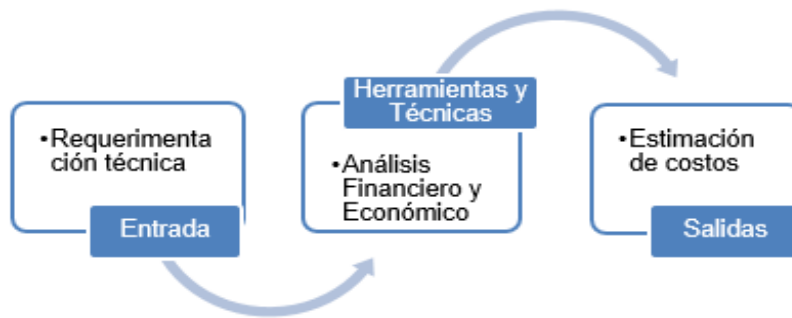 •Requerimenta
ción técnica
Entrada
Herramientas y
Técnicas
•Análisis
Financiero y
Económico
•Estimación
de costos
Salidas